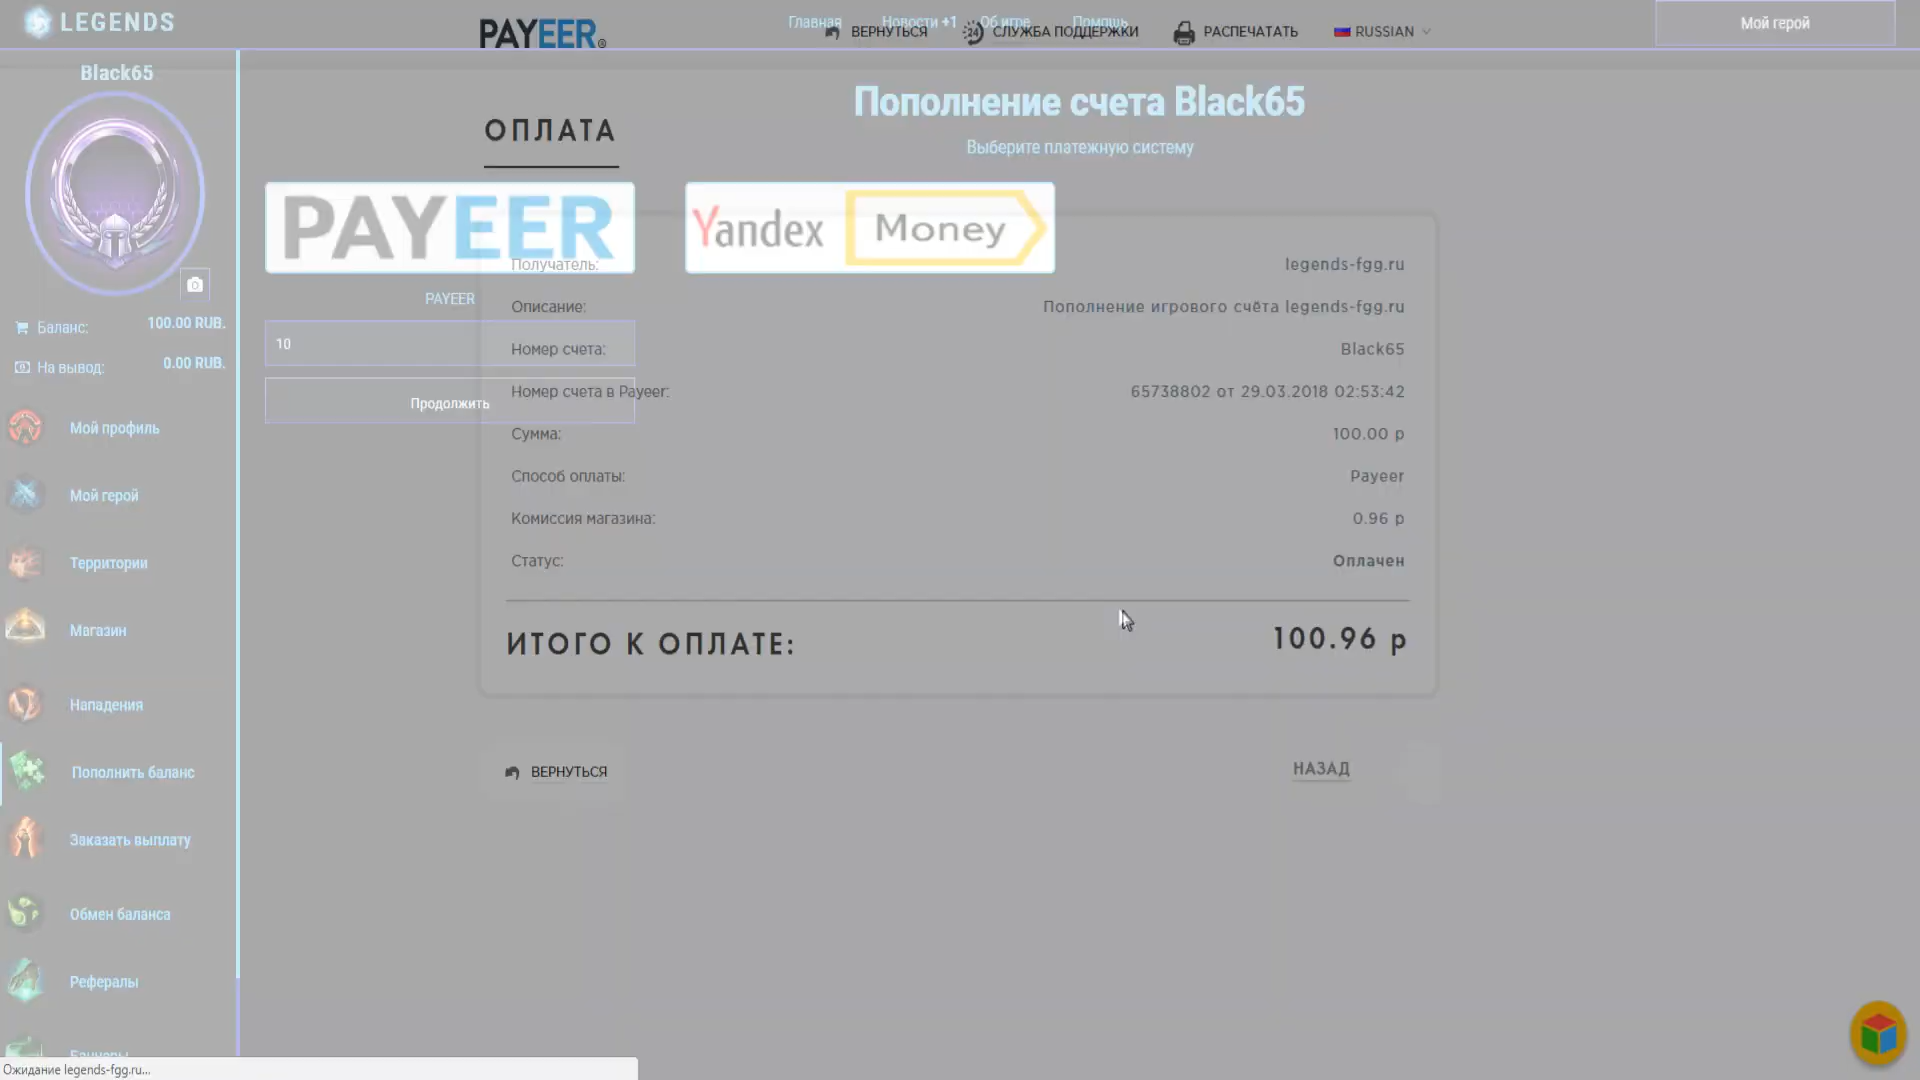 LEGENDS
PAYEER®
Главная
Новости +1
Об игре
Помощь
ВЕРНУТЬСЯ
24
СЛУЖБА ПОДДЕРЖКИ
РАСПЕЧАТАТЬ
RUSSIAN
Мой герой
Black65
Пополнение счета Black65
ОПЛАТА
Выберите платежную систему
PAYEER
Yandex Money
Получатель: legends-fgg.ru
PAYEER
Описание: Пополнение игрового счёта legends-fgg.ru
Баланс: 100.00 RUB.
10
Номер счета: Black65
На вывод: 0.00 RUB.
Номер счета в Payeer: 65738802 от 29.03.2018 02:53:42
Продолжить
Мой профиль
Сумма: 100.00 р
Способ оплаты: Payeer
Мой герой
Комиссия магазина: 0.96 р
Статус: Оплачен
Территории
Магазин
ИТОГО К ОПЛАТЕ: 100.96 р
Нападения
Пополнить баланс
ВЕРНУТЬСЯ
НАЗАД
Заказать выплату
Обмен баланса
Рефералы
Баннеры
Ожидание legends-fgg.ru...